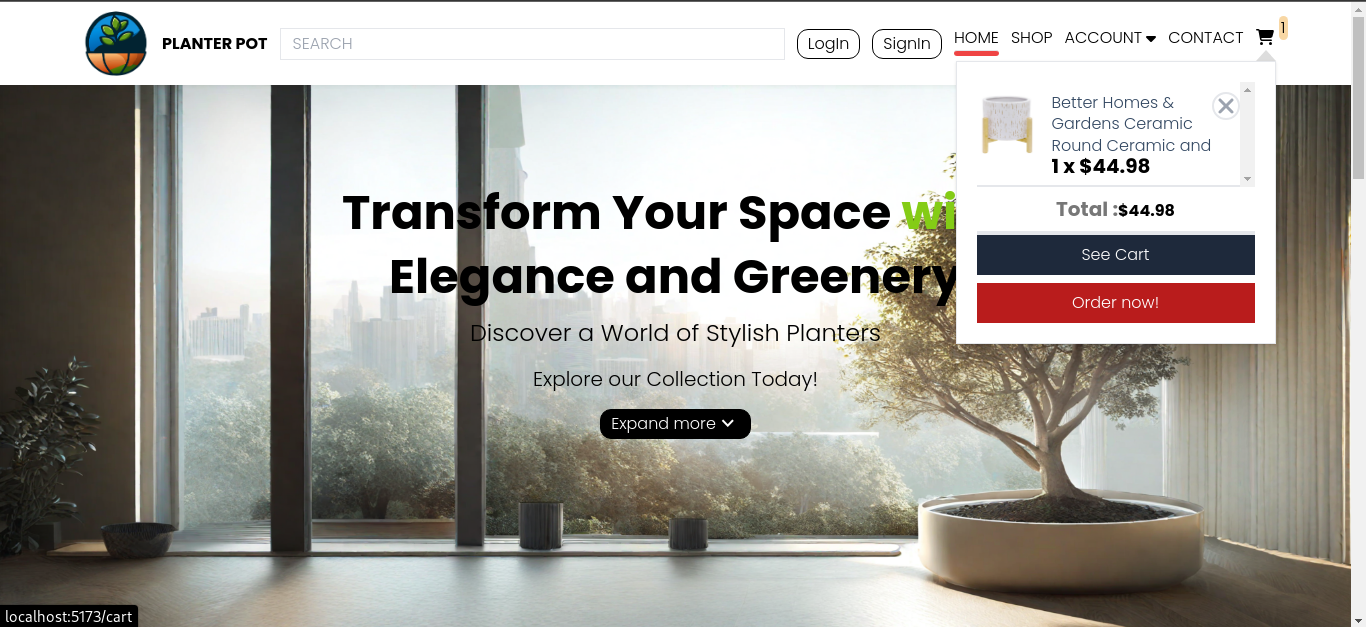 PLANTER POT
SEARCH
LogIn
SignIn
HOME
SHOP
ACCOUNT
CONTACT
1
Better Homes &
Gardens Ceramic
Round Ceramic and
1 x $44.98
Total :$44.98
See Cart
Order now!
Transform Your Space wi
Elegance and Greenery
Discover a World of Stylish Planters
Explore our Collection Today!
Expand more
localhost:5173/cart